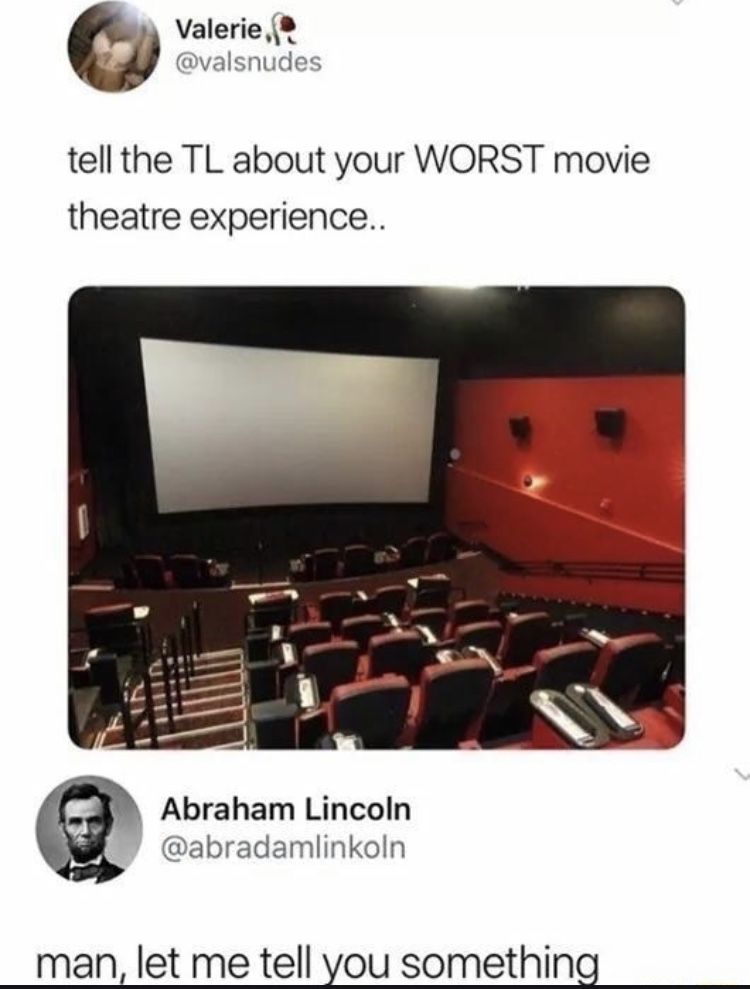 Valerie🥀
@valsnudes
tell the TL about your WORST movie
theatre experience..
Abraham Lincoln
@abradamlinkoln
man, let me tell you something